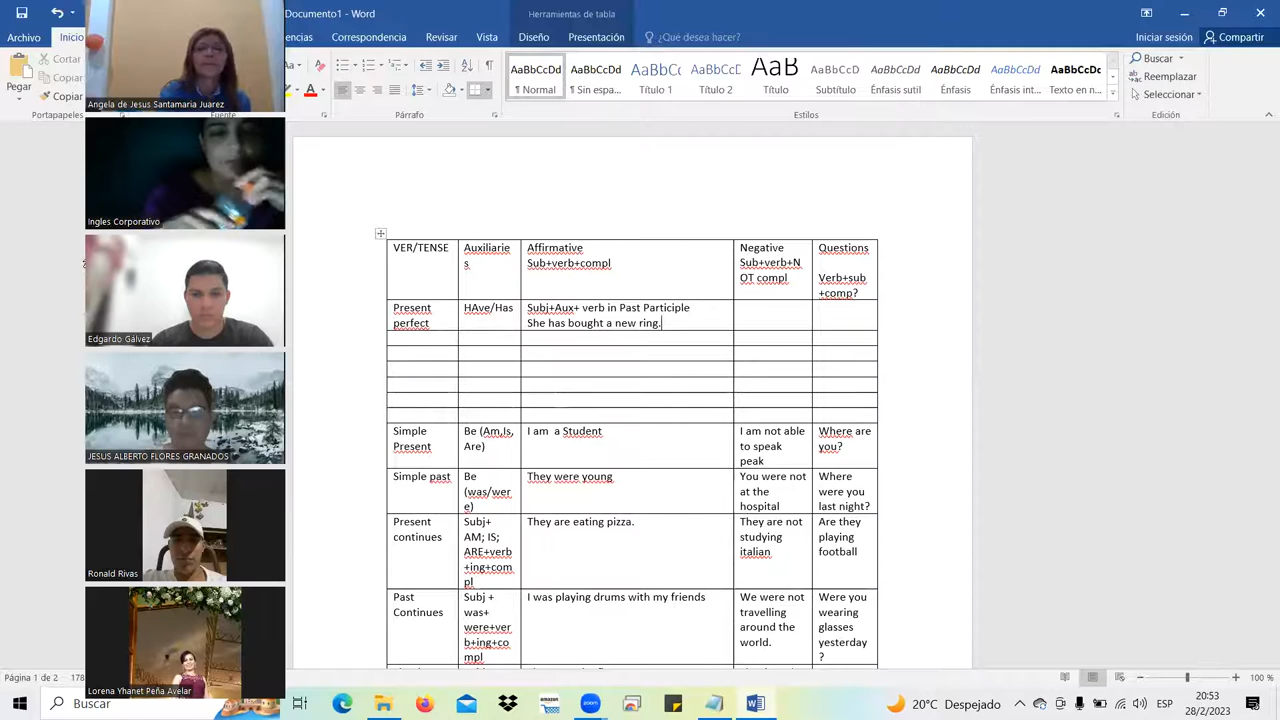 Documento1 - Word
Herramientas de tabla
Archivo
Inicio
encias
Correspondencia
Revisar
Vista
Diseño
Presentación
¿Qué desea hacer?
Iniciar sesión
Compartir
Pegar
AaBbCcDd
AaBbCcDd
AaBbCcD
AaBbCcDd
AaB
AaBbCcDd
AaBbCcDd
AaBbCcDd
AaBbCcDd
AaBbCcDd
¶ Normal
¶ Sin espa...
Título 1
Título 2
Título
Subtítulo
Énfasis sutil
Énfasis
Énfasis int...
Texto en n...
Buscar
Reemplazar
Seleccionar
Portapapeles
Fuente
Párrafo
Estilos
Edición
Angela de Jesus Santamaria Juarez
Ingles Corporativo
Edgardo Gálvez
JESUS ALBERTO FLORES GRANADOS
Ronald Rivas
Lorena Yhanet Peña Avelar
VER/TENSE
Auxiliarie
s
Affirmative
Sub+verb+compl
Negative
Sub+verb+N
OT compl
Questions
Verb+sub
+comp?
Present
perfect
HAve/Has
Subj+Aux+ verb in Past Participle
She has bought a new ring.
Simple
Present
Be (Am,Is,
Are)
I am  a Student
I am not able
to speak
peak
Where are
you?
Simple past
Be
(was/wer
e)
They were young
You were not
at the
hospital
Where
were you
last night?
Present
continues
Subj+
AM; IS;
ARE+verb
+ing+com
pl
They are eating pizza.
They are not
studying
italian
Are they
playing
football
Past
Continues
Subj +
was+
were+ver
b+ing+co
mpl
I was playing drums with my friends
We were not
travelling
around the
world.
Were you
wearing
glasses
yesterday
?
Página 1 de 2
178
100 %
Buscar
amazon
zoom
20°C Despejado
ESP
20:53
28/2/2023